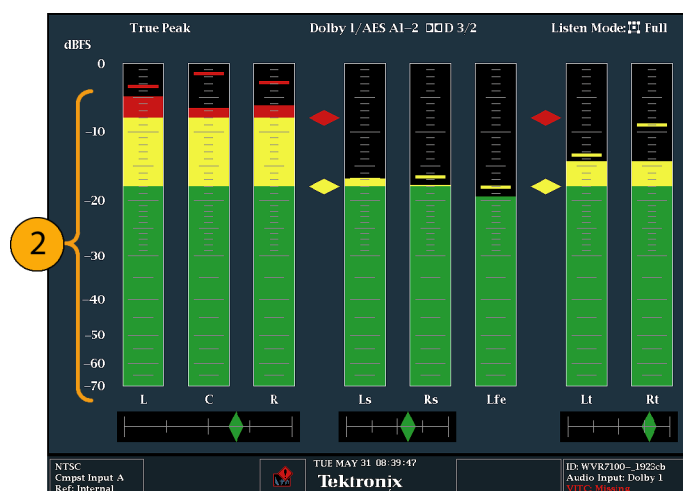 True Peak
Dolby 1/AES A1-2 DD D 3/2
Listen Mode: Full
dBFS
0
-10
-20
-30
-40
-50
-60
-70
2
L
C
R
Ls
Rs
Lfe
Lt
Rt
NTSC
Cmpst Input A
Ref: Internal
TUE MAY 31 08:39:47
Tektronix
ID: WVR7100-_1923cb
Audio Input: Dolby 1
VITC: Missing